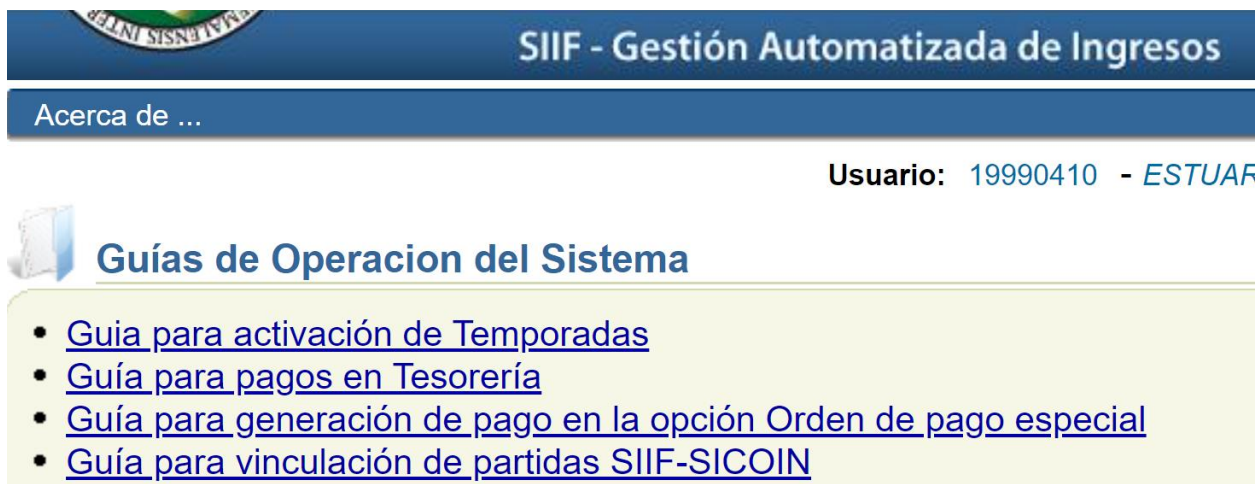 SIIF - Gestión Automatizada de Ingresos
Acerca de ...
Usuario: 19990410 - ESTUAR
Guías de Operacion del Sistema
Guia para activación de Temporadas
Guía para pagos en Tesorería
Guía para generación de pago en la opción Orden de pago especial
Guía para vinculación de partidas SIIF-SICOIN